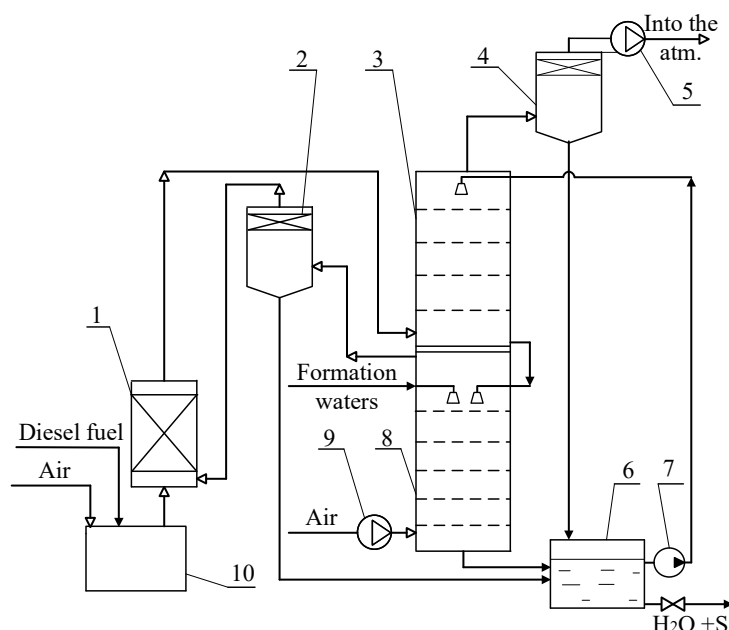 Into the
atm.
2
3
4
5
1
Formation
waters
Diesel fuel
9
8
6
7
Air
Air
10
H₂O +S